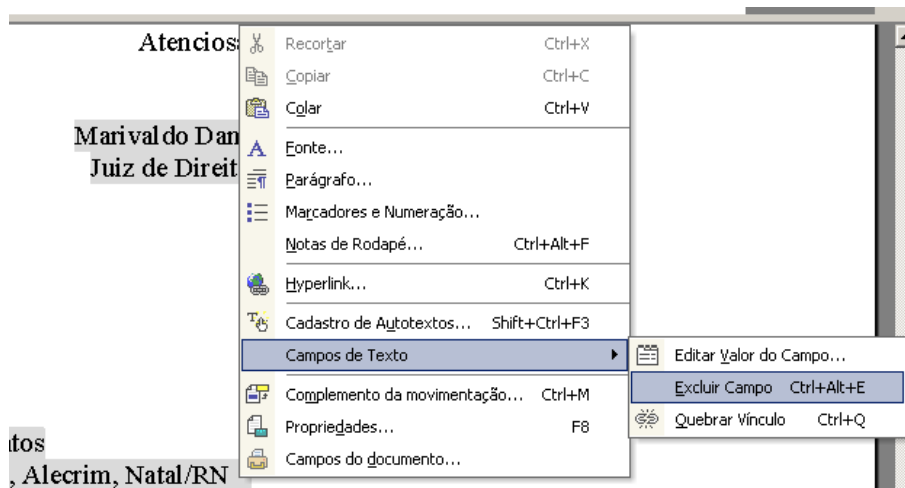 Atencios
Marivaldo Dan
Juiz de Direit
Recortar Ctrl+X
Copiar Ctrl+C
Colar Ctrl+V
Fonte...
Parágrafo...
Marcadores e Numeração...
Notas de Rodapé... Ctrl+Alt+F
Hyperlink... Ctrl+K
Cadastro de Autotextos... Shift+Ctrl+F3
Campos de Texto
Editar Valor do Campo...
Excluir Campo Ctrl+Alt+E
Quebrar Vínculo Ctrl+Q
Complemento da movimentação... Ctrl+M
Propriedades... F8
Campos do documento...
itos
, Alecrim, Natal/RN